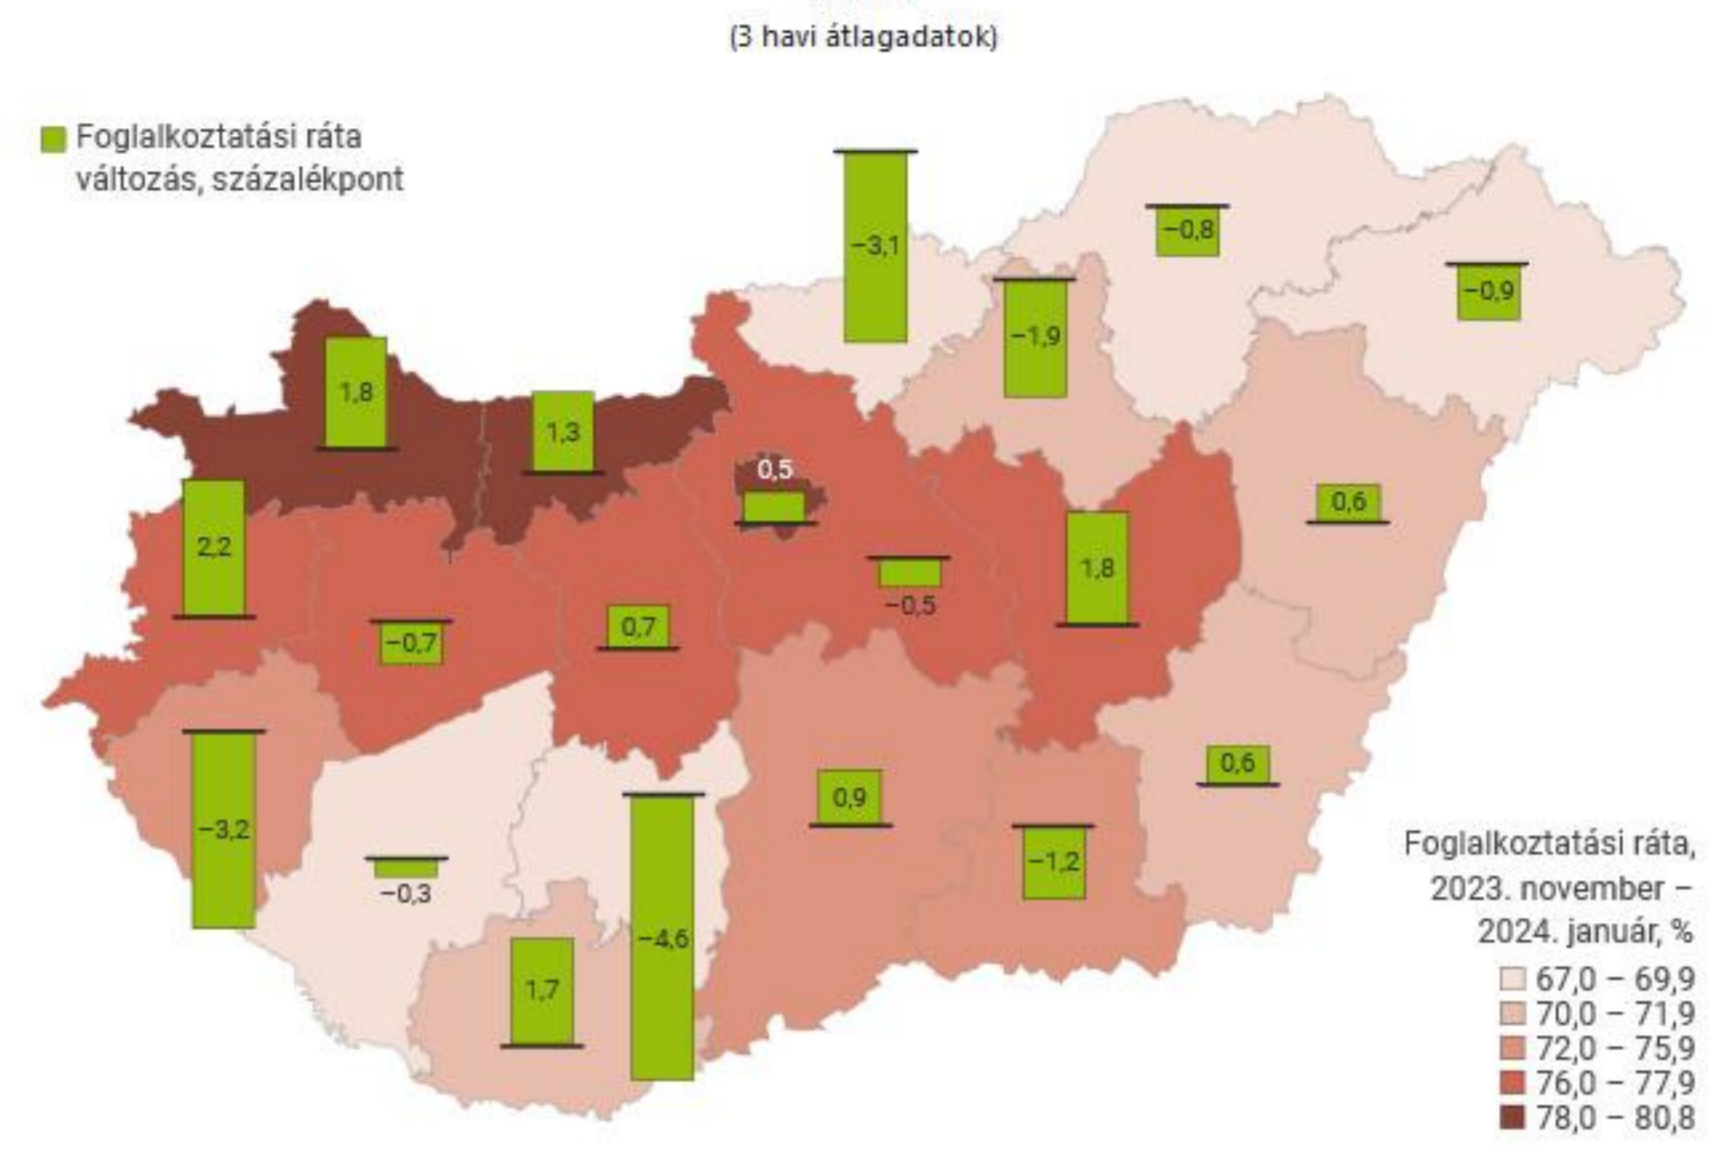 (3 havi átlagadatok)
Foglalkoztatási ráta
változás, százalékpont
−3,1
−0,8
−0,9
−1,9
1,8
1,3
0,5
0,6
2,2
1,8
−0,5
0,7
−0,7
0,6
0,9
−3,2
−1,2
−0,3
−4,6
1,7
Foglalkoztatási ráta,
2023. november –
2024. január, %
67,0 – 69,9
70,0 – 71,9
72,0 – 75,9
76,0 – 77,9
78,0 – 80,8